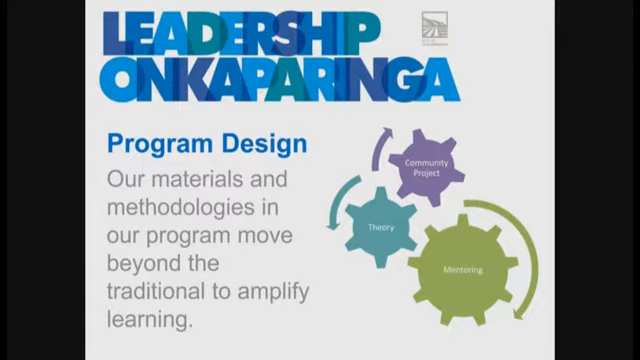 LEADERSHIP
ONKAPARINGA
Program Design
Our materials and
methodologies in
our program move
beyond the
traditional to amplify
learning.
Community
Project
Theory
Mentoring